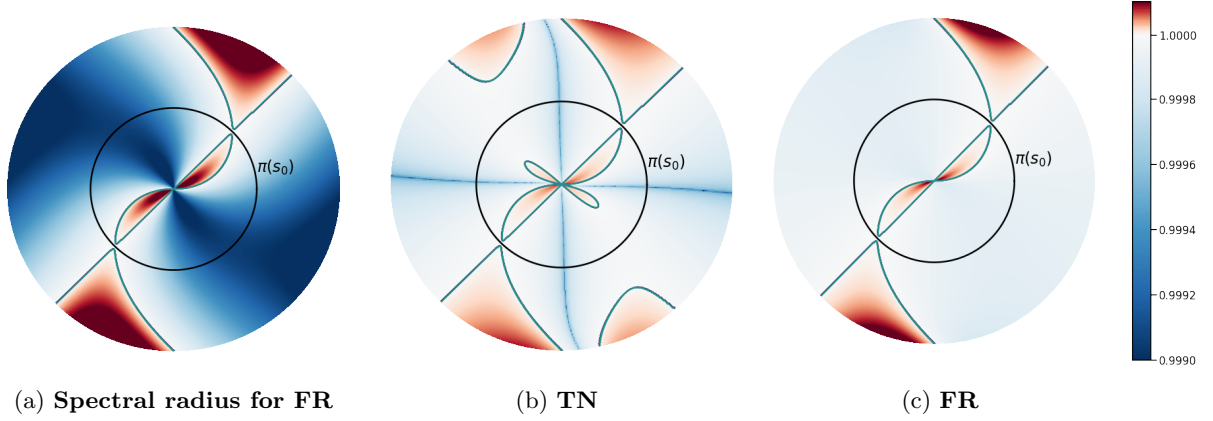 π(s₀)
π(s₀)
π(s₀)
1.0000
0.9998
0.9996
0.9994
0.9992
0.9990
(a) Spectral radius for FR
(b) TN
(c) FR